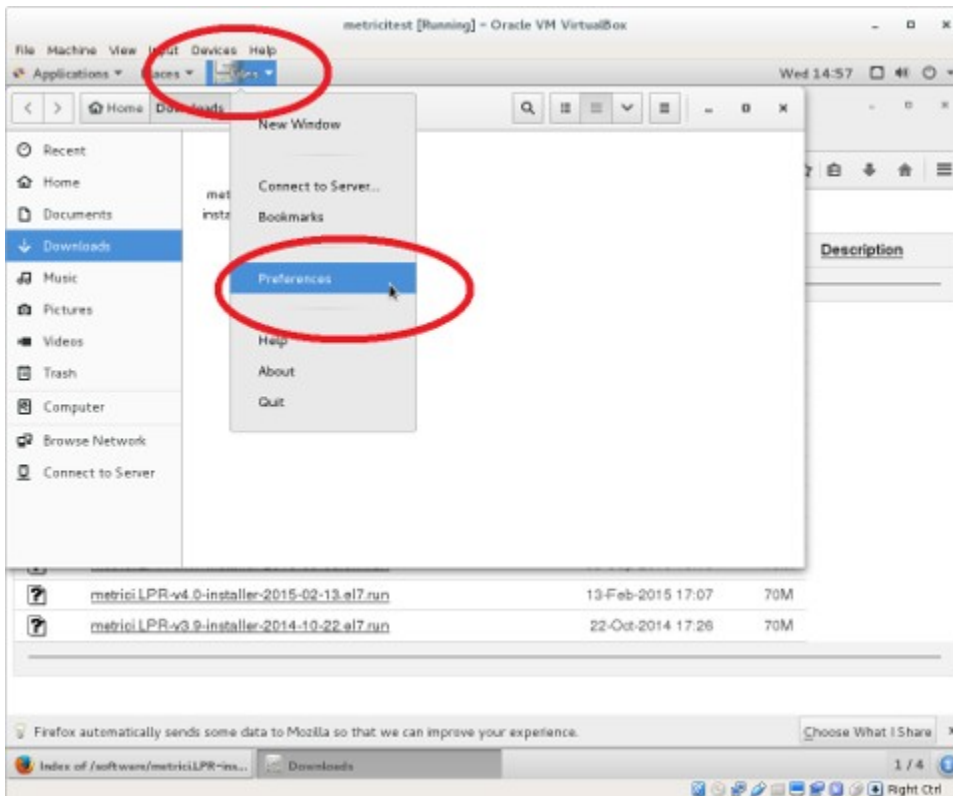 metricitest [Running] - Oracle VM VirtualBox
File Machine View Input Devices Help
Applications Places Files Wed 14:57
Home Downloads
New Window
Recent
Home
Connect to Server...
Documents
Bookmarks
Downloads
Description
Music
Preferences
Pictures
Videos
Help
Trash
About
Computer
Quit
Browse Network
Connect to Server
metrici.LPR-v4.0-installer-2015-02-13.el7.run 13-Feb-2015 17:07 70M
metrici.LPR-v3.9-installer-2014-10-22.el7.run 22-Oct-2014 17:26 70M
Firefox automatically sends some data to Mozilla so that we can improve your experience. Choose What I Share
Index of /software/metrici.LPR-ins... Downloads 1 / 4
Right Ctrl